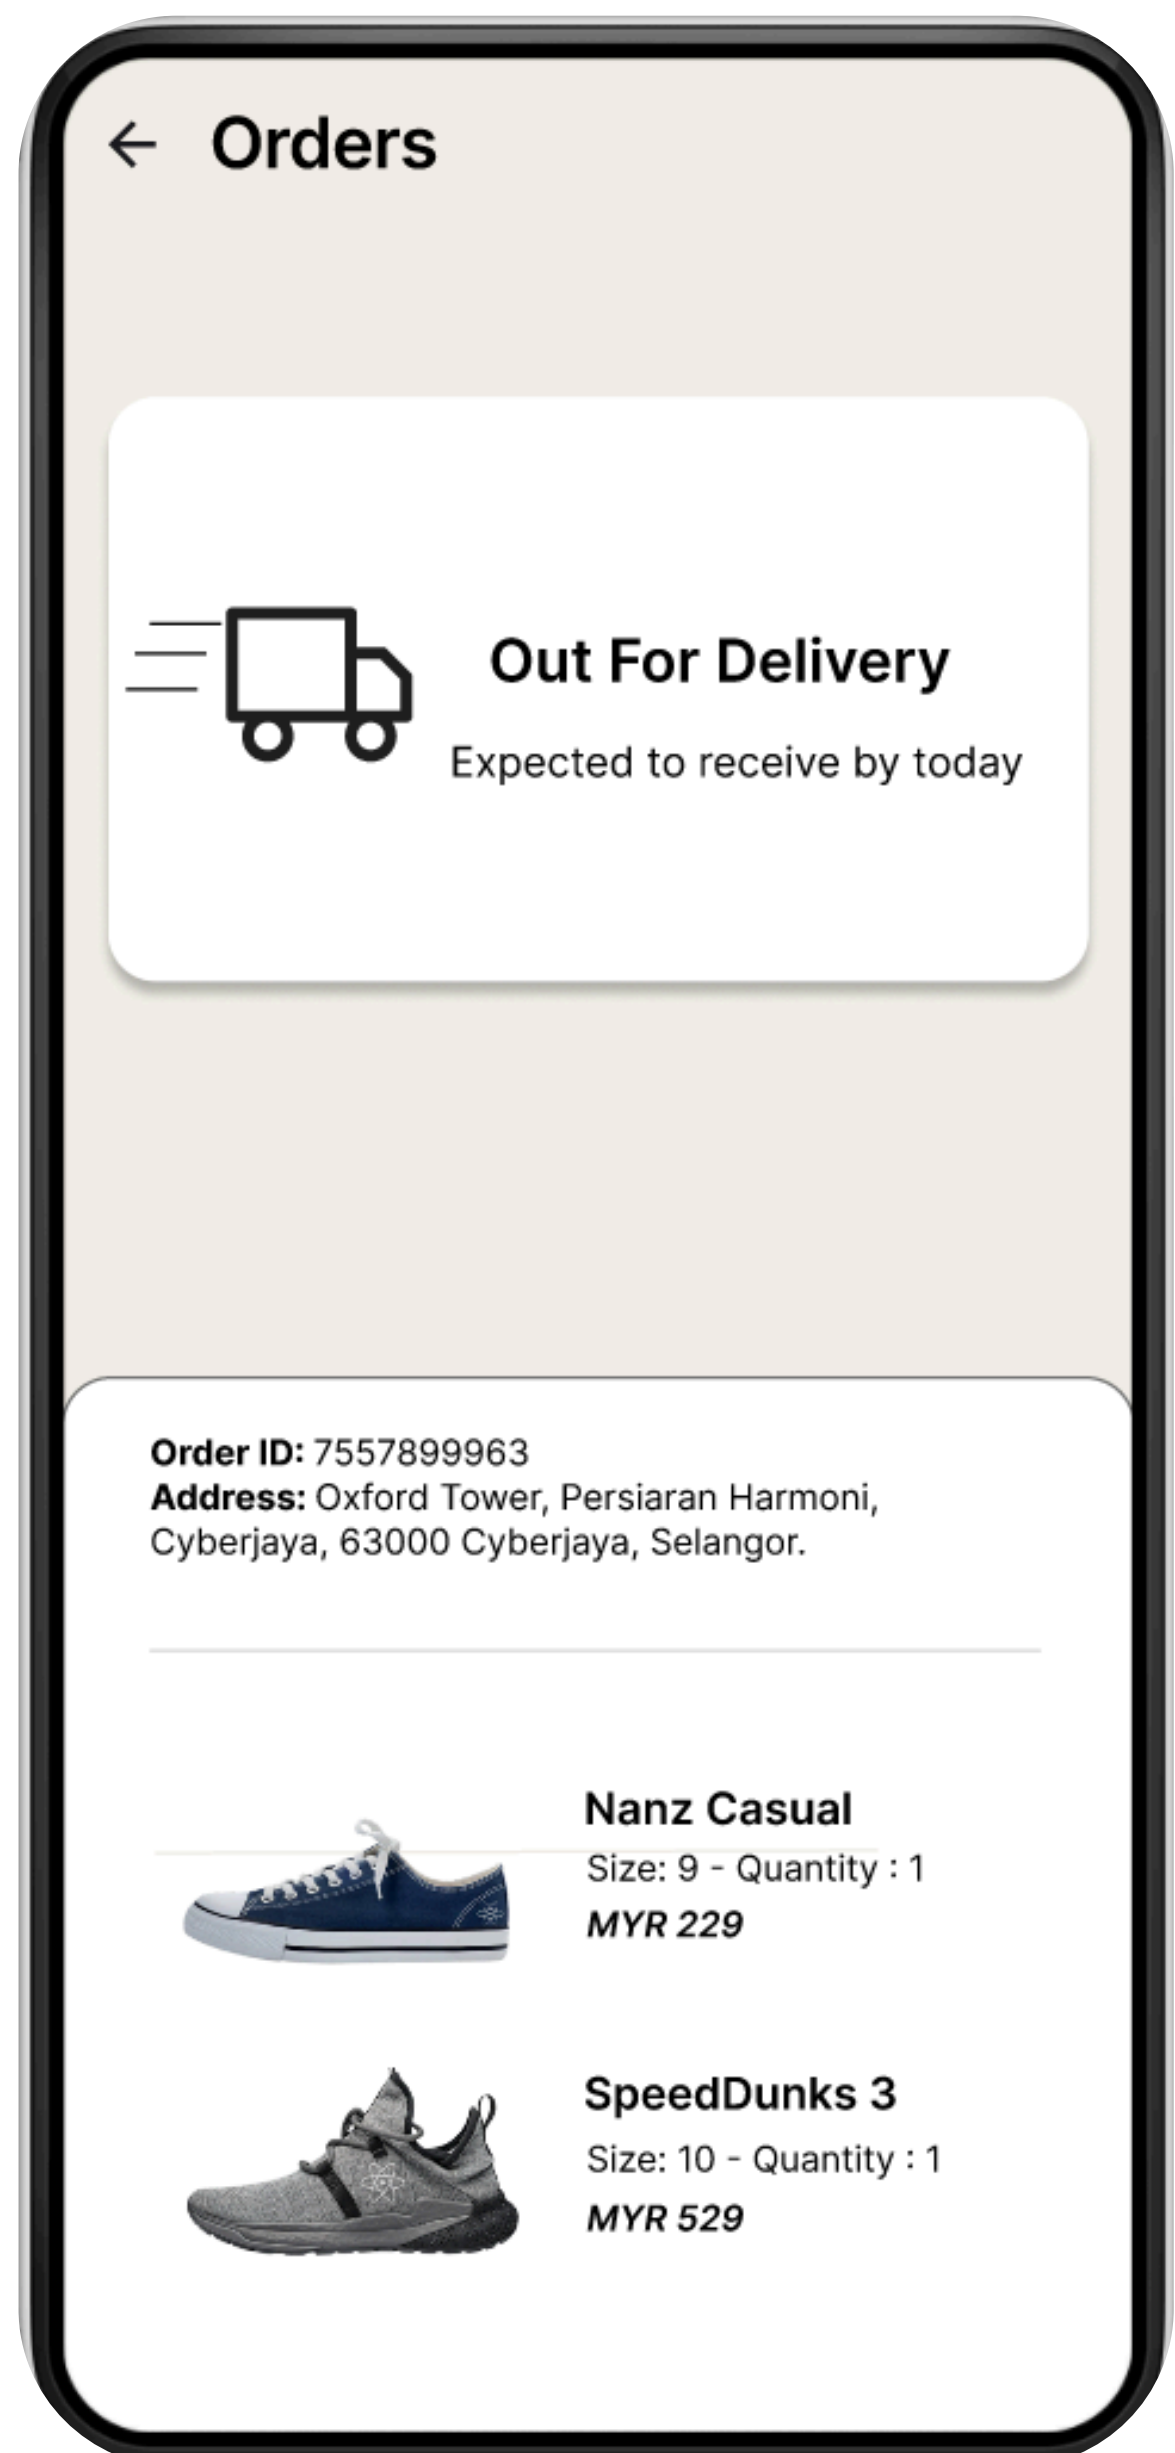 Orders
Out For Delivery
Expected to receive by today
Order ID: 7557899963
Address: Oxford Tower, Persiaran Harmoni,
Cyberjaya, 63000 Cyberjaya, Selangor.
Nanz Casual
Size: 9 - Quantity : 1
MYR 229
SpeedDunks 3
Size: 10 - Quantity : 1
MYR 529